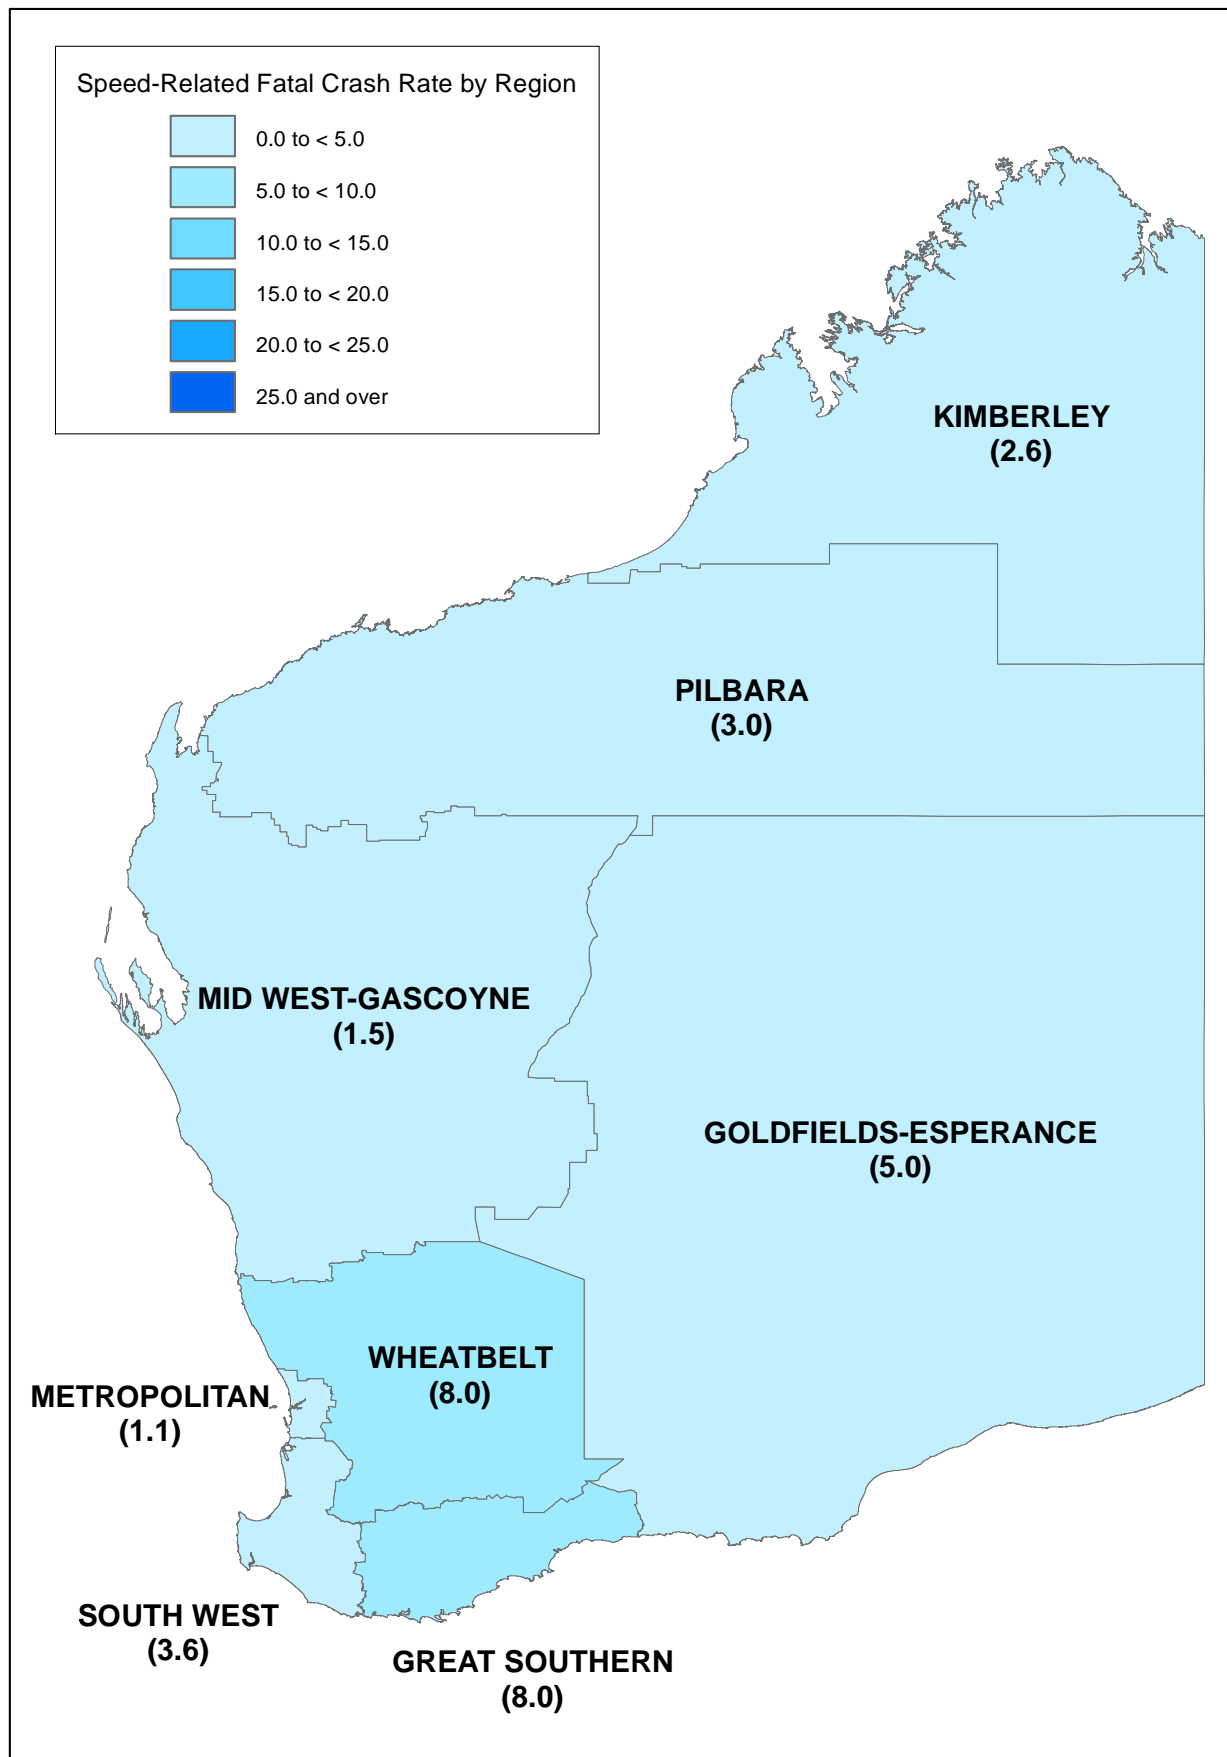 Speed-Related Fatal Crash Rate by Region
0.0 to < 5.0
5.0 to < 10.0
10.0 to < 15.0
15.0 to < 20.0
20.0 to < 25.0
25.0 and over
KIMBERLEY
(2.6)
PILBARA
(3.0)
MID WEST-GASCOYNE
(1.5)
GOLDFIELDS-ESPERANCE
(5.0)
WHEATBELT
(8.0)
METROPOLITAN
(1.1)
SOUTH WEST
(3.6)
GREAT SOUTHERN
(8.0)